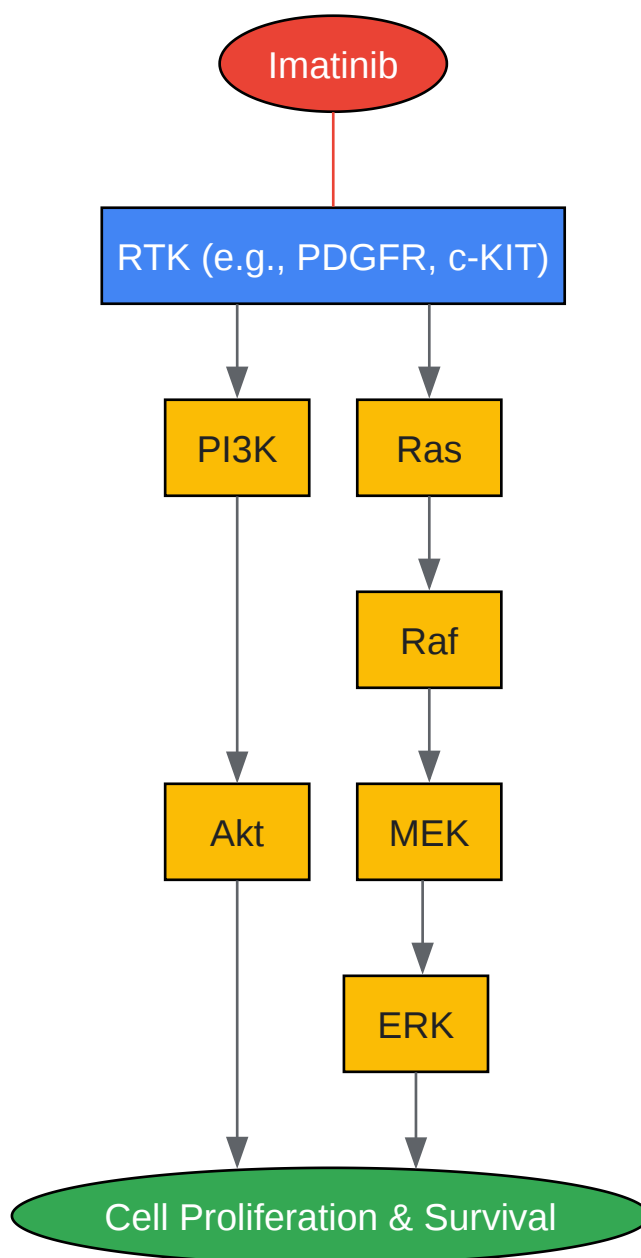 Imatinib
RTK (e.g., PDGFR, c-KIT)
PI3K
Ras
Raf
Akt
MEK
ERK
Cell Proliferation & Survival